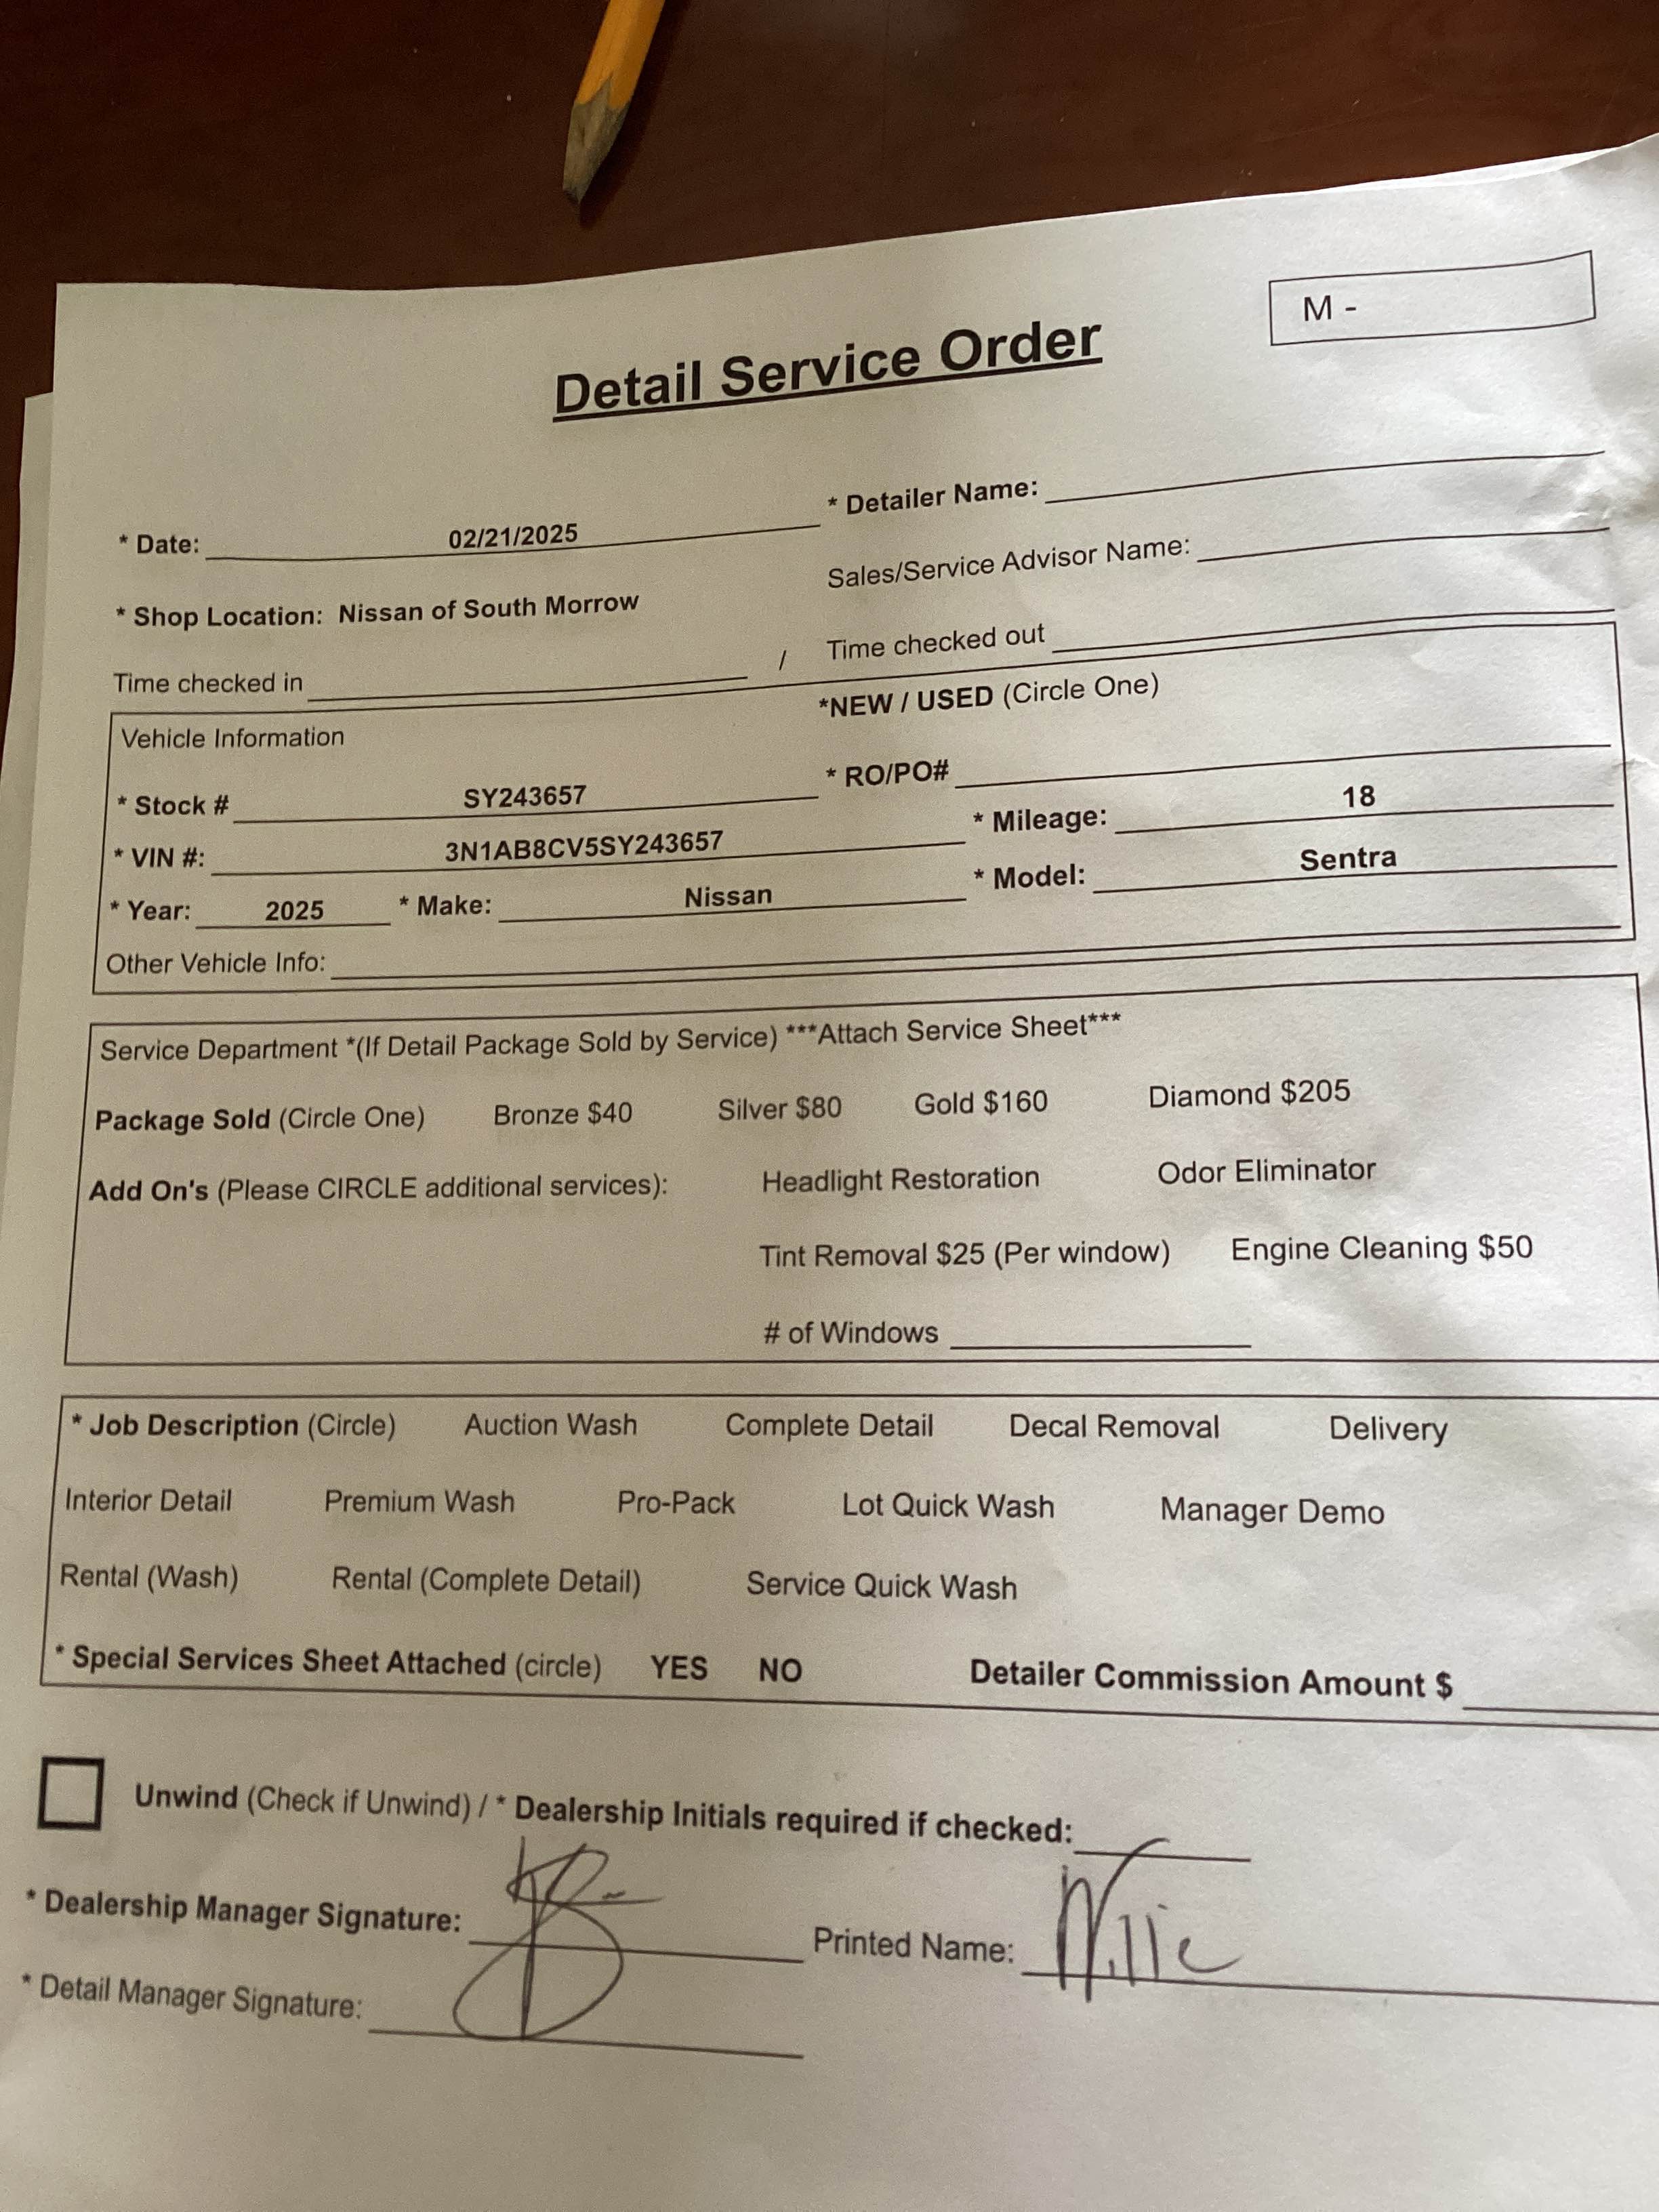 M -
Detail Service Order
* Date: 02/21/2025 * Detailer Name:
Sales/Service Advisor Name:
* Shop Location: Nissan of South Morrow
Time checked in / Time checked out
Vehicle Information *NEW / USED (Circle One)
* Stock # SY243657 * RO/PO#
* VIN #: 3N1AB8CV5SY243657 * Mileage: 18
* Year: 2025 * Make: Nissan * Model: Sentra
Other Vehicle Info:
Service Department *(If Detail Package Sold by Service) ***Attach Service Sheet***
Package Sold (Circle One) Bronze $40 Silver $80 Gold $160 Diamond $205
Add On's (Please CIRCLE additional services): Headlight Restoration Odor Eliminator
Tint Removal $25 (Per window) Engine Cleaning $50
# of Windows
* Job Description (Circle) Auction Wash Complete Detail Decal Removal Delivery
Interior Detail Premium Wash Pro-Pack Lot Quick Wash Manager Demo
Rental (Wash) Rental (Complete Detail) Service Quick Wash
* Special Services Sheet Attached (circle) YES NO Detailer Commission Amount $
Unwind (Check if Unwind) / * Dealership Initials required if checked:
* Dealership Manager Signature: Printed Name: Willie
* Detail Manager Signature: